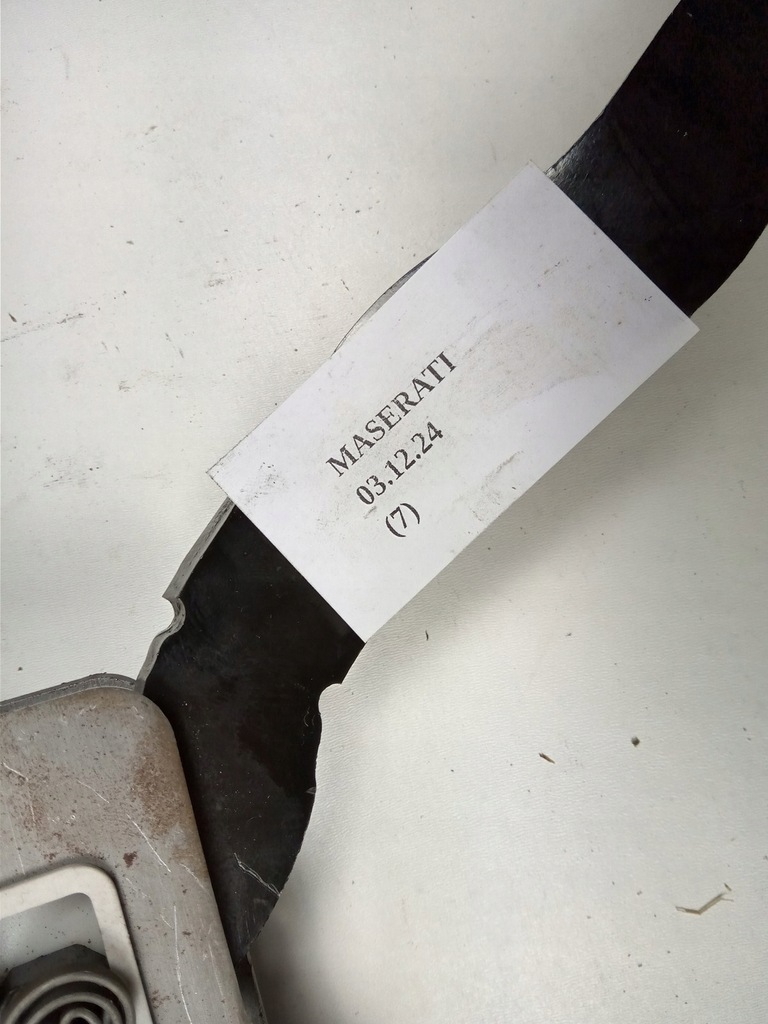 MASERATI
03.12.24
(7)